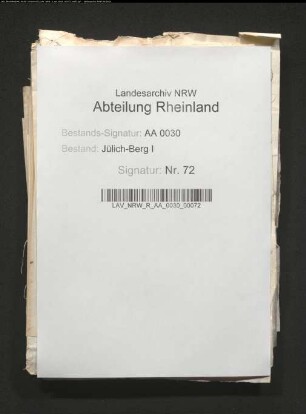 Landesarchiv NRW
Abteilung Rheinland
Bestands-Signatur: AA 0030
Bestand: Jülich-Berg I
Signatur: Nr. 72
LAV_NRW_R_AA_0030_00072